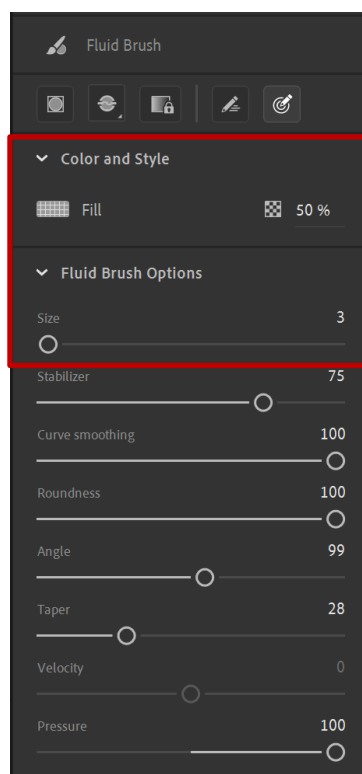 Fluid Brush
Color and Style
Fill 50 %
Fluid Brush Options
Size 3
Stabilizer 75
Curve smoothing 100
Roundness 100
Angle 99
Taper 28
Velocity 0
Pressure 100